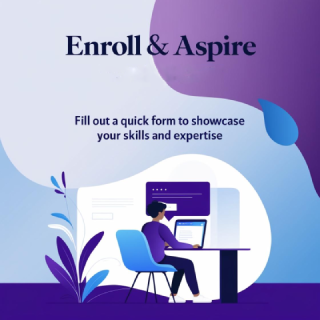 Enroll & Aspire
Fill out a quick form to showcase
your skills and expertise